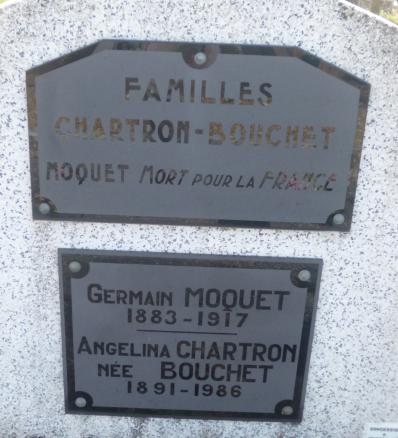 FAMILLES
CHARTRON-BOUCHET
MOQUET MORT POUR LA FRANCE
GERMAIN MOQUET
1883-1917
ANGELINA CHARTRON
NÉE BOUCHET
1891-1986